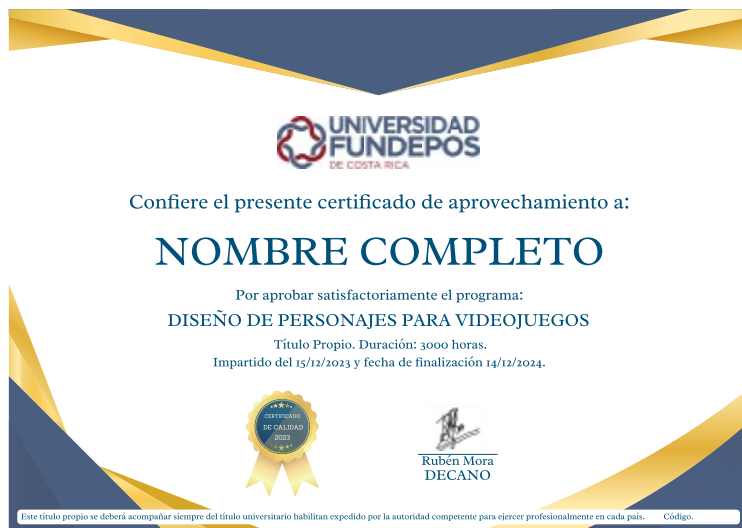 UNIVERSIDAD
FUNDEPOS
DE COSTA RICA
Confiere el presente certificado de aprovechamiento a:
NOMBRE COMPLETO
Por aprobar satisfactoriamente el programa:
DISEÑO DE PERSONAJES PARA VIDEOJUEGOS
Título Propio. Duración: 3000 horas.
Impartido del 15/12/2023 y fecha de finalización 14/12/2024.
CERTIFICADO
DE CALIDAD
2023
Rubén Mora
DECANO
Este título propio se deberá acompañar siempre del título universitario habilitan expedido por la autoridad competente para ejercer profesionalmente en cada país. Código.